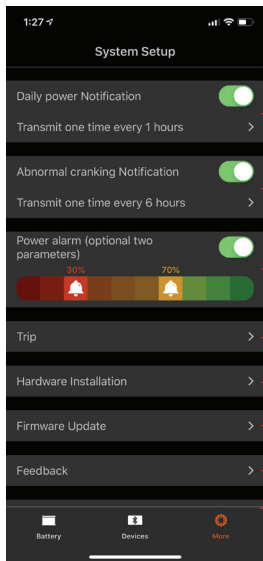 1:27
System Setup
Daily power Notification
Transmit one time every 1 hours
Abnormal cranking Notification
Transmit one time every 6 hours
Power alarm (optional two
parameters)
30% 70%
Trip
Hardware Installation
Firmware Update
Feedback
Battery Devices More